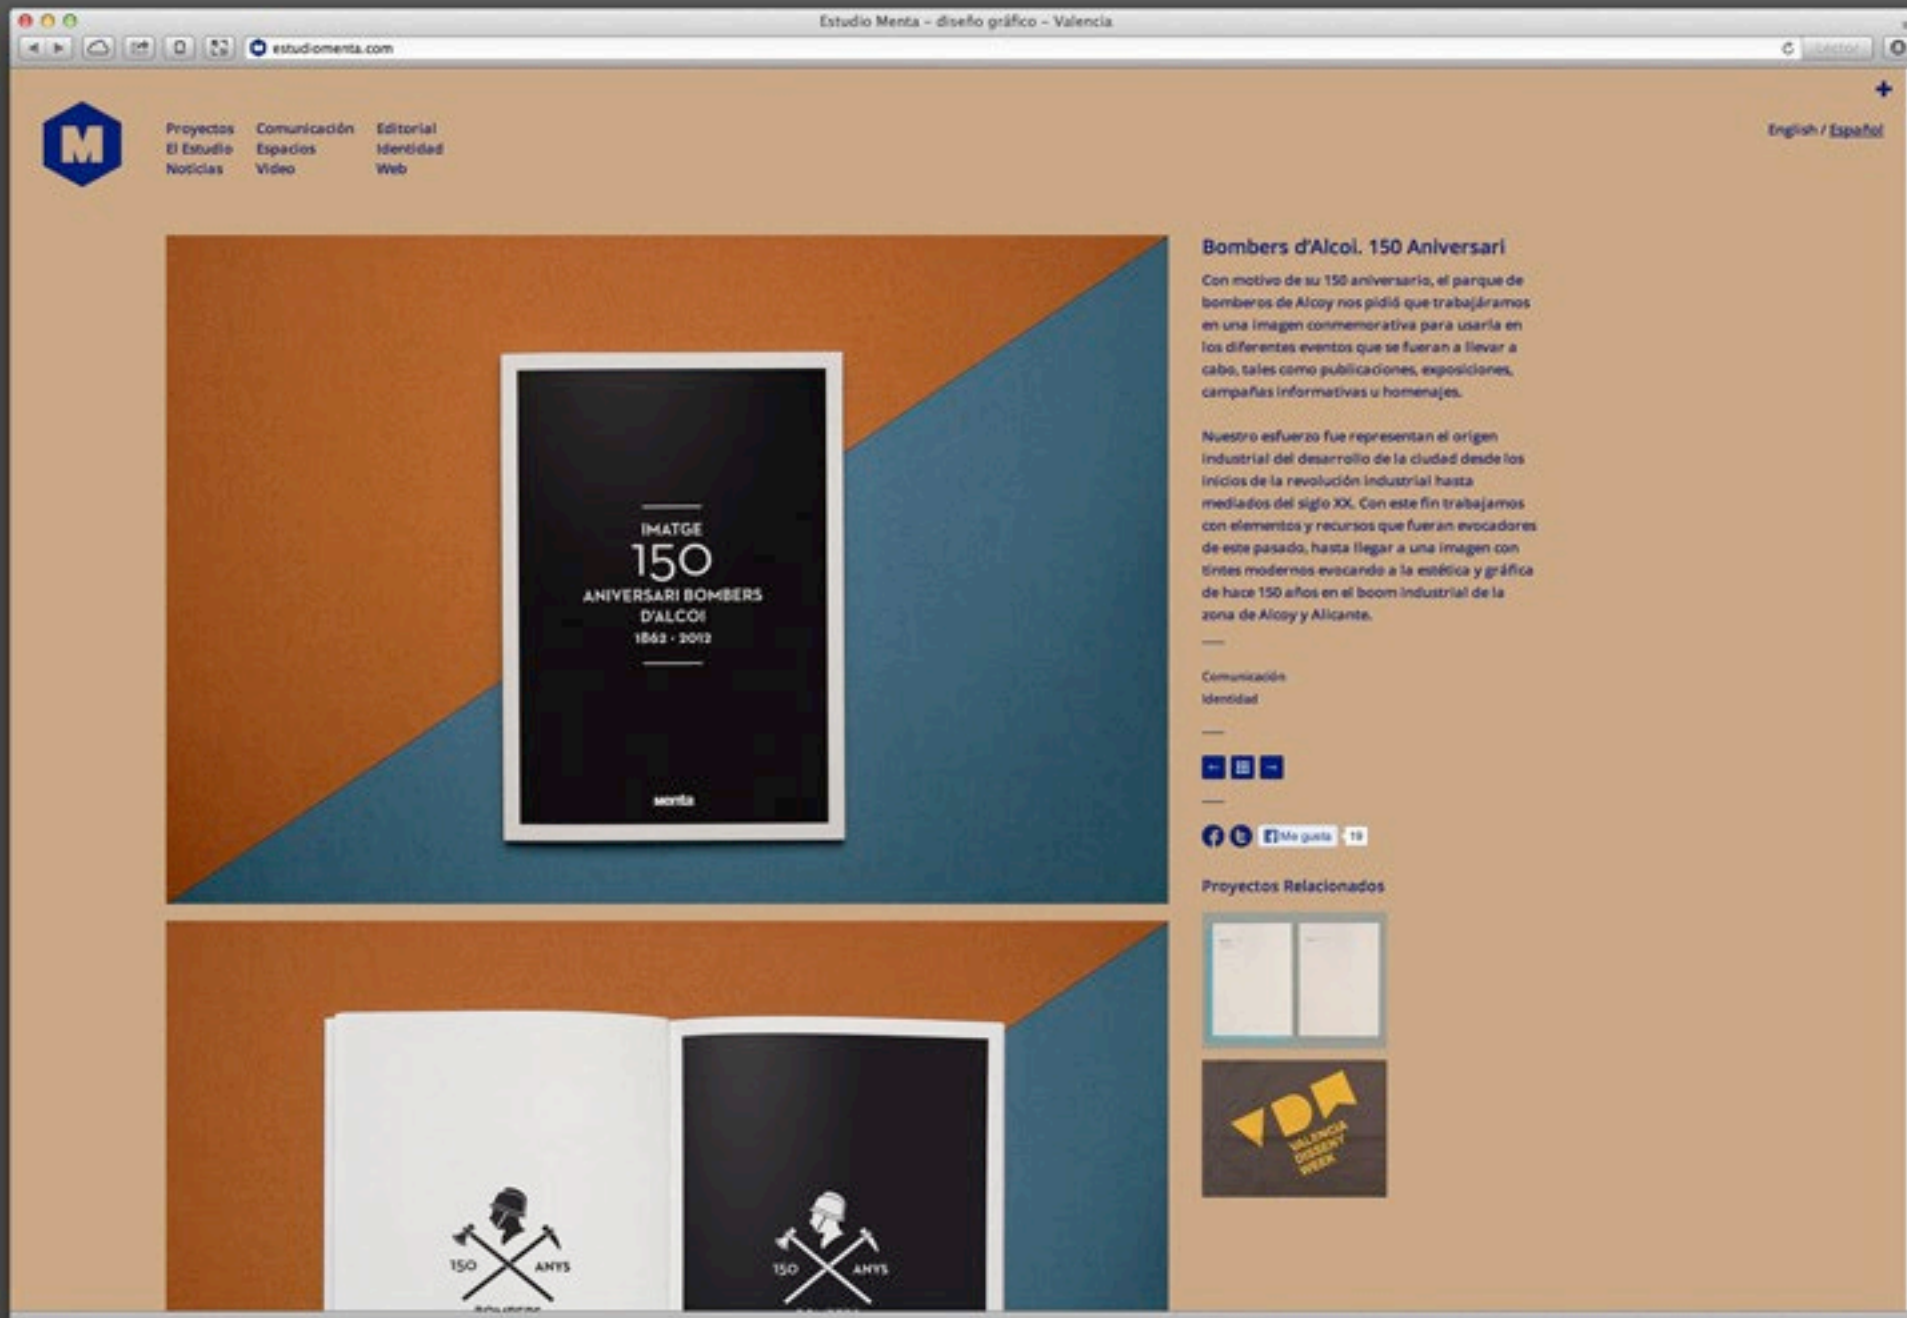 Estudio Menta – diseño gráfico – Valencia
estudiomenta.com
Lector
M
Proyectos Comunicación Editorial
El Estudio Espacios Identidad
Noticias Video Web
English / Español
IMATGE
150
ANIVERSARI BOMBERS
D'ALCOI
1862 · 2012
Menta
Bombers d'Alcoi. 150 Aniversari
Con motivo de su 150 aniversario, el parque de
bomberos de Alcoy nos pidió que trabajáramos
en una imagen conmemorativa para usarla en
los diferentes eventos que se fueran a llevar a
cabo, tales como publicaciones, exposiciones,
campañas informativas u homenajes.
Nuestro esfuerzo fue representan el origen
industrial del desarrollo de la ciudad desde los
inicios de la revolución industrial hasta
mediados del siglo XX. Con este fin trabajamos
con elementos y recursos que fueran evocadores
de este pasado, hasta llegar a una imagen con
tintes modernos evocando a la estética y gráfica
de hace 150 años en el boom industrial de la
zona de Alcoy y Alicante.
Comunicación
Identidad
Me gusta 19
Proyectos Relacionados
VALENCIA
DISSENY
WEEK
150 ANYS
BOMBERS
150 ANYS
BOMBERS